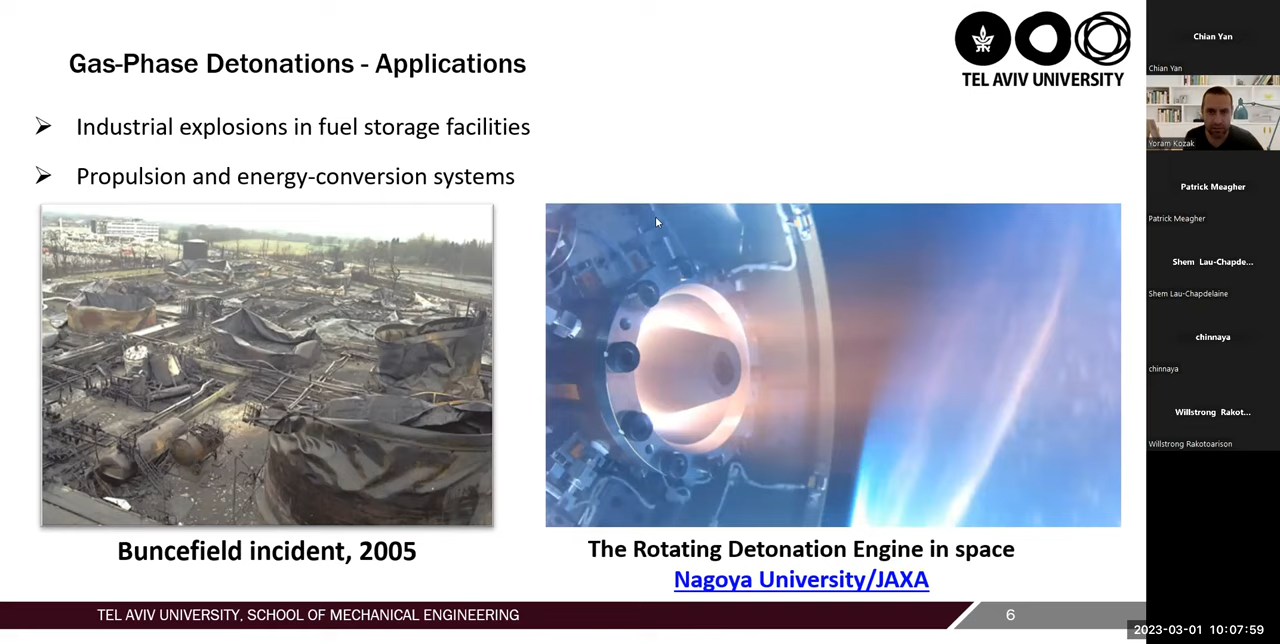 Gas-Phase Detonations - Applications
TEL AVIV UNIVERSITY
Industrial explosions in fuel storage facilities
Propulsion and energy-conversion systems
Buncefield incident, 2005
The Rotating Detonation Engine in space
Nagoya University/JAXA
TEL AVIV UNIVERSITY, SCHOOL OF MECHANICAL ENGINEERING
6
Chian Yan
Chian Yan
Yoram Kozak
Patrick Meagher
Patrick Meagher
Shem Lau-Chapde...
Shem Lau-Chapdelaine
chinnaya
chinnaya
Willstrong Rakot...
Willstrong Rakotoarison
2023-03-01 10:07:59